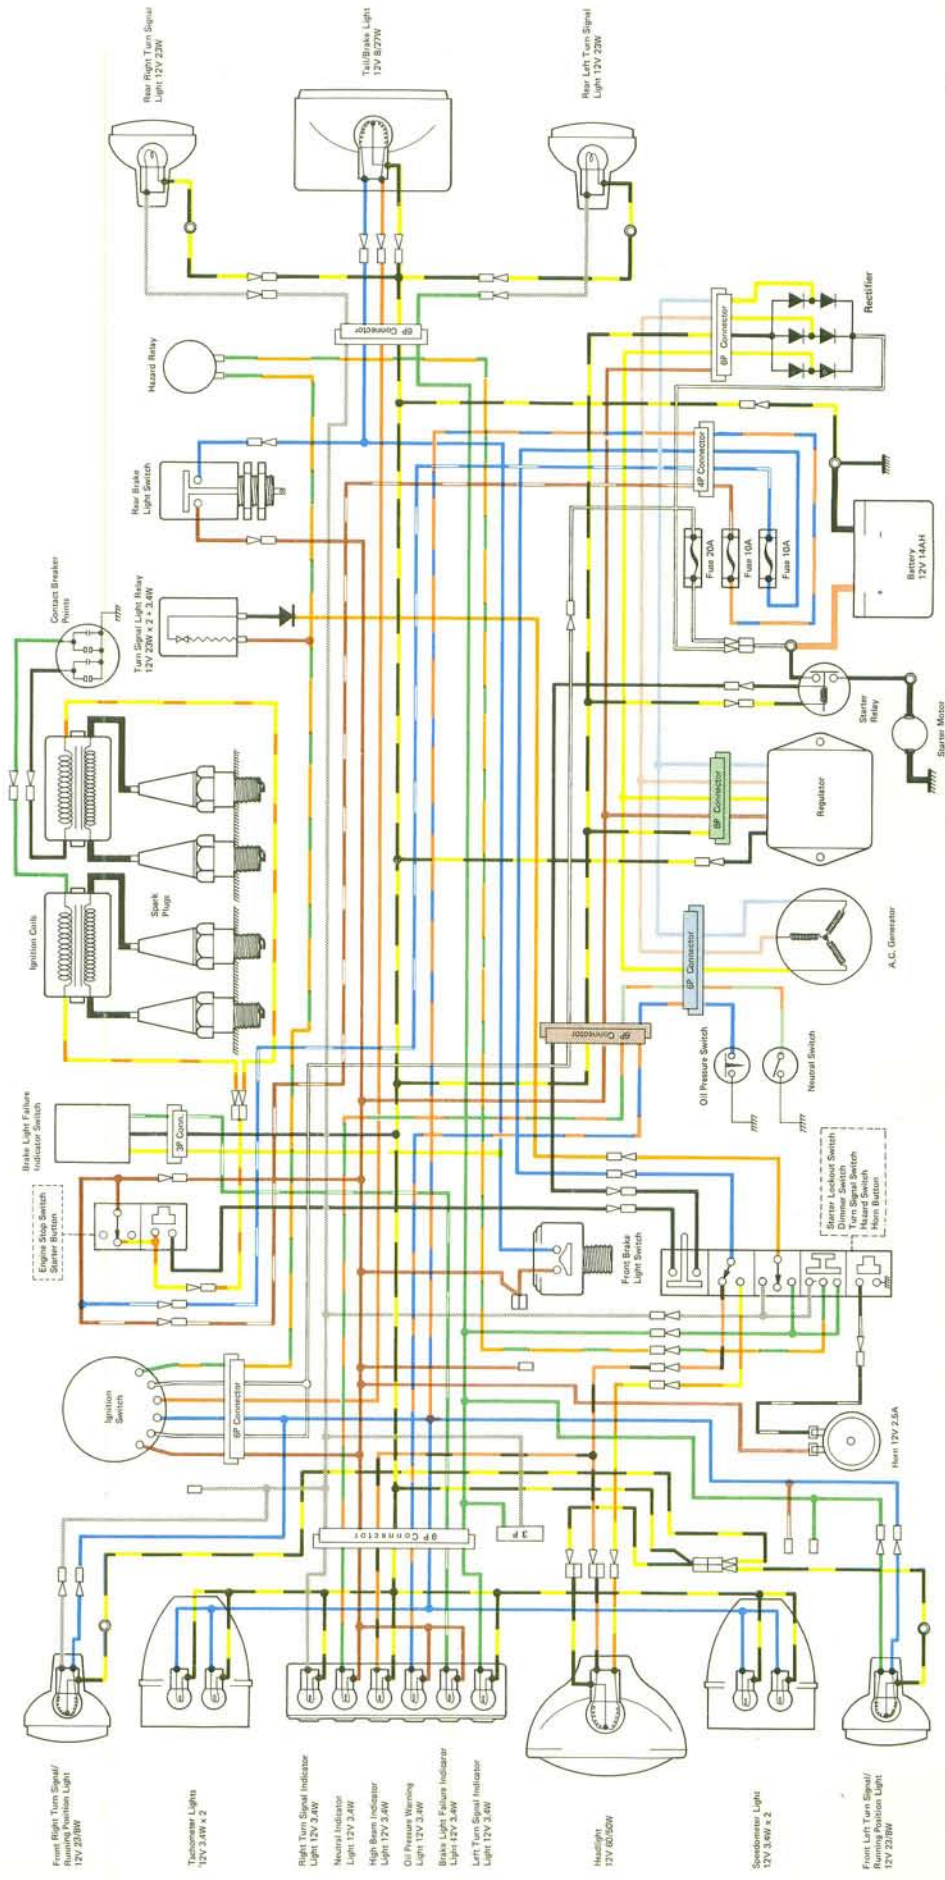 Rear Right Turn Signal
Light 12V 23W
Tail/Brake Light
12V 8/27W
Rear Left Turn Signal
Light 12V 23W
Hazard Relay
6P Connector
6P Connector
Rectifier
Rear Brake
Light Switch
4P Connector
Fuse 20A
Fuse 10A
Fuse 10A
Battery
12V 14AH
Contact Breaker
Points
Turn Signal Light Relay
12V 23W x 2 + 3.4W
Starter
Relay
Starter Motor
Ignition Coils
Spark
Plugs
6P Connector
Regulator
6P Connector
A.C. Generator
6P Connector
Oil Pressure Switch
Neutral Switch
Brake Light Failure
Indicator Switch
3P Conn.
Engine Stop Switch
Starter Button
Front Brake
Light Switch
Starter Lockout Switch
Dimmer Switch
Turn Signal Switch
Hazard Switch
Horn Button
Ignition
Switch
6P Connector
Horn 12V 2.5A
9P Connector
3P
Front Right Turn Signal/
Running Position Light
12V 23/8W
Tachometer Lights
12V 3.4W x 2
Right Turn Signal Indicator
Light 12V 3.4W
Neutral Indicator
Light 12V 3.4W
High Beam Indicator
Light 12V 3.4W
Oil Pressure Warning
Light 12V 3.4W
Brake Light Failure Indicator
Light 12V 3.4W
Left Turn Signal Indicator
Light 12V 3.4W
Headlight
12V 60/50W
Speedometer Light
12V 3.4W x 2
Front Left Turn Signal/
Running Position Light
12V 23/8W